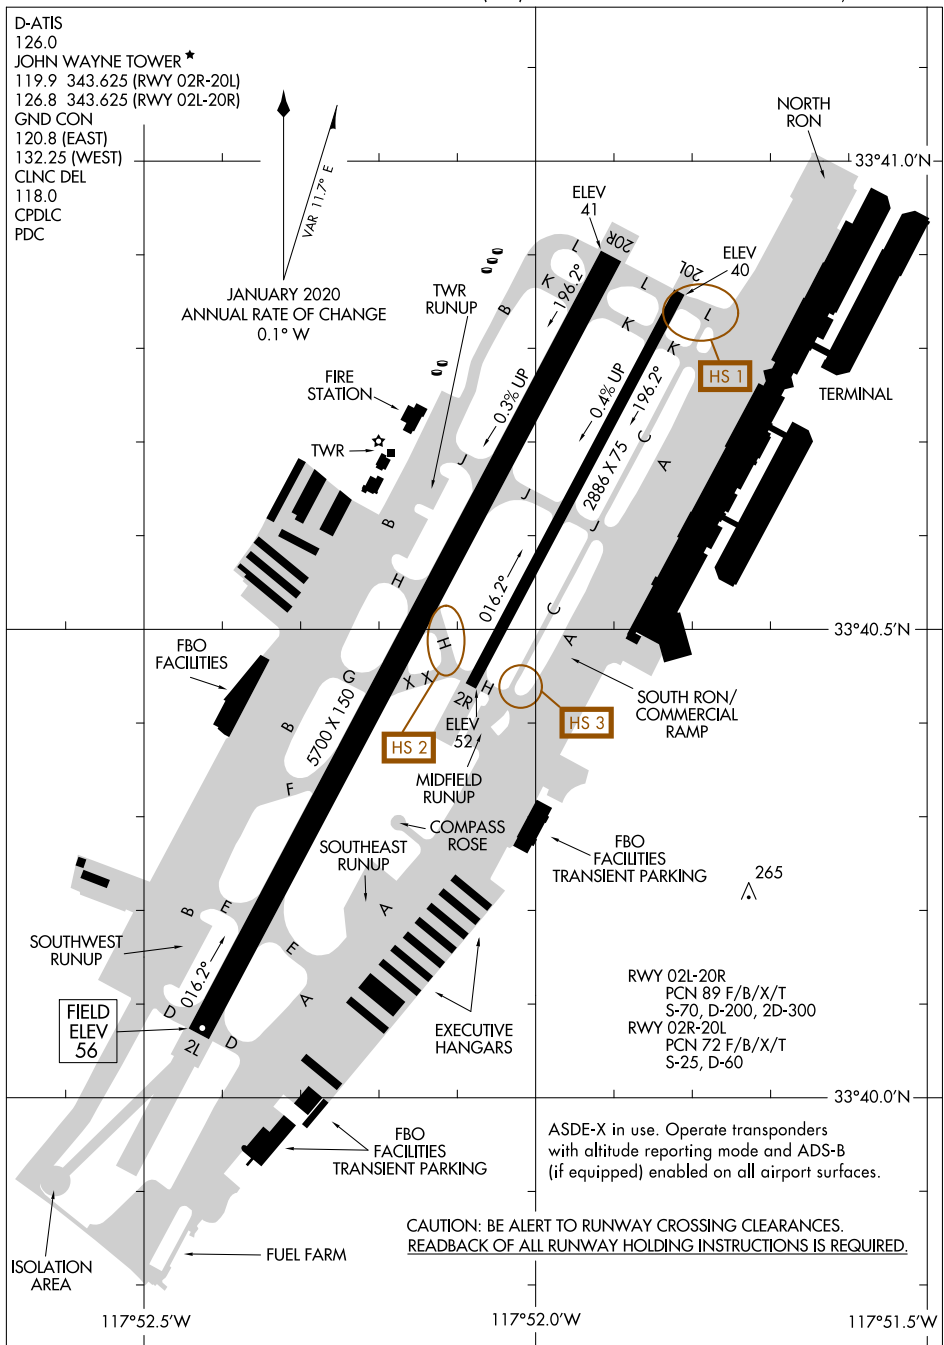 D-ATIS
126.0
JOHN WAYNE TOWER ★
119.9 343.625 (RWY 02R-20L)
126.8 343.625 (RWY 02L-20R)
GND CON
120.8 (EAST)
132.25 (WEST)
CLNC DEL
118.0
CPDLC
PDC
VAR 11.7° E
JANUARY 2020
ANNUAL RATE OF CHANGE
0.1° W
NORTH
RON
33°41.0'N
ELEV
41
20R
L
ELEV
40
20L
L
L
K
196.2°
B
TWR
RUNUP
K
K
HS 1
FIRE
STATION
0.3% UP
0.4% UP
196.2°
TERMINAL
TWR
J
J
J
2886 X 75
C
A
B
H
016.2°
C
A
33°40.5'N
FBO
FACILITIES
H
G
X
X
H
2R
SOUTH RON/
COMMERCIAL
RAMP
HS 3
ELEV
52
B
5700 X 150
HS 2
MIDFIELD
RUNUP
F
COMPASS
ROSE
SOUTHEAST
RUNUP
FBO
FACILITIES
TRANSIENT PARKING
265
B
E
A
SOUTHWEST
RUNUP
E
016.2°
A
RWY 02L-20R
PCN 89 F/B/X/T
S-70, D-200, 2D-300
RWY 02R-20L
PCN 72 F/B/X/T
S-25, D-60
FIELD
ELEV
56
D
2L
D
EXECUTIVE
HANGARS
33°40.0'N
FBO
FACILITIES
TRANSIENT PARKING
ASDE-X in use. Operate transponders
with altitude reporting mode and ADS-B
(if equipped) enabled on all airport surfaces.
CAUTION: BE ALERT TO RUNWAY CROSSING CLEARANCES.
READBACK OF ALL RUNWAY HOLDING INSTRUCTIONS IS REQUIRED.
FUEL FARM
ISOLATION
AREA
117°52.5'W
117°52.0'W
117°51.5'W